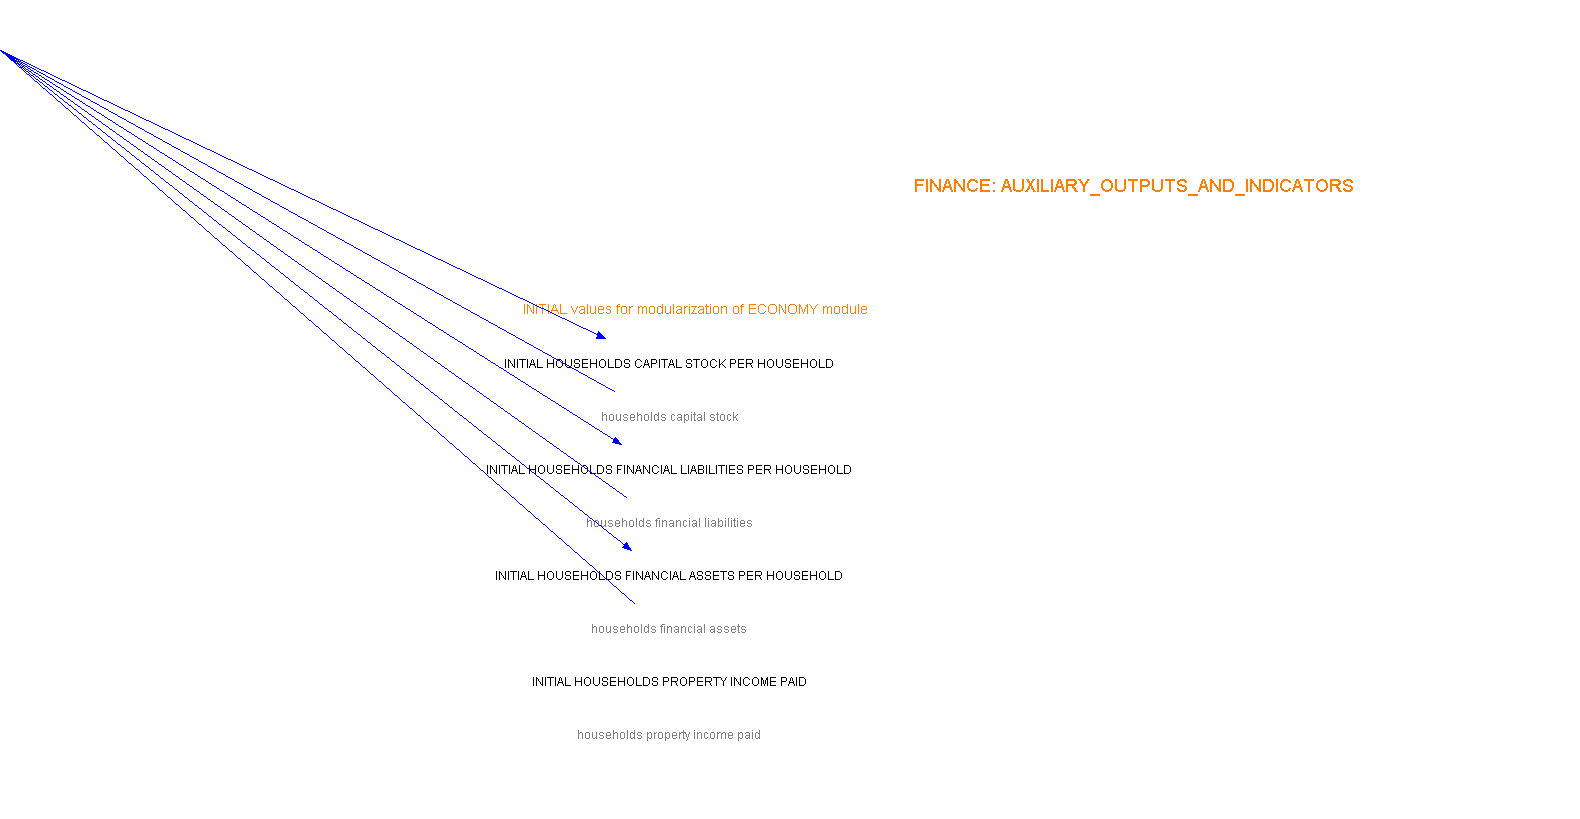 FINANCE: AUXILIARY_OUTPUTS_AND_INDICATORS
INITIAL values for modularization of ECONOMY module
INITIAL HOUSEHOLDS CAPITAL STOCK PER HOUSEHOLD
households capital stock
INITIAL HOUSEHOLDS FINANCIAL LIABILITIES PER HOUSEHOLD
households financial liabilities
INITIAL HOUSEHOLDS FINANCIAL ASSETS PER HOUSEHOLD
households financial assets
INITIAL HOUSEHOLDS PROPERTY INCOME PAID
households property income paid